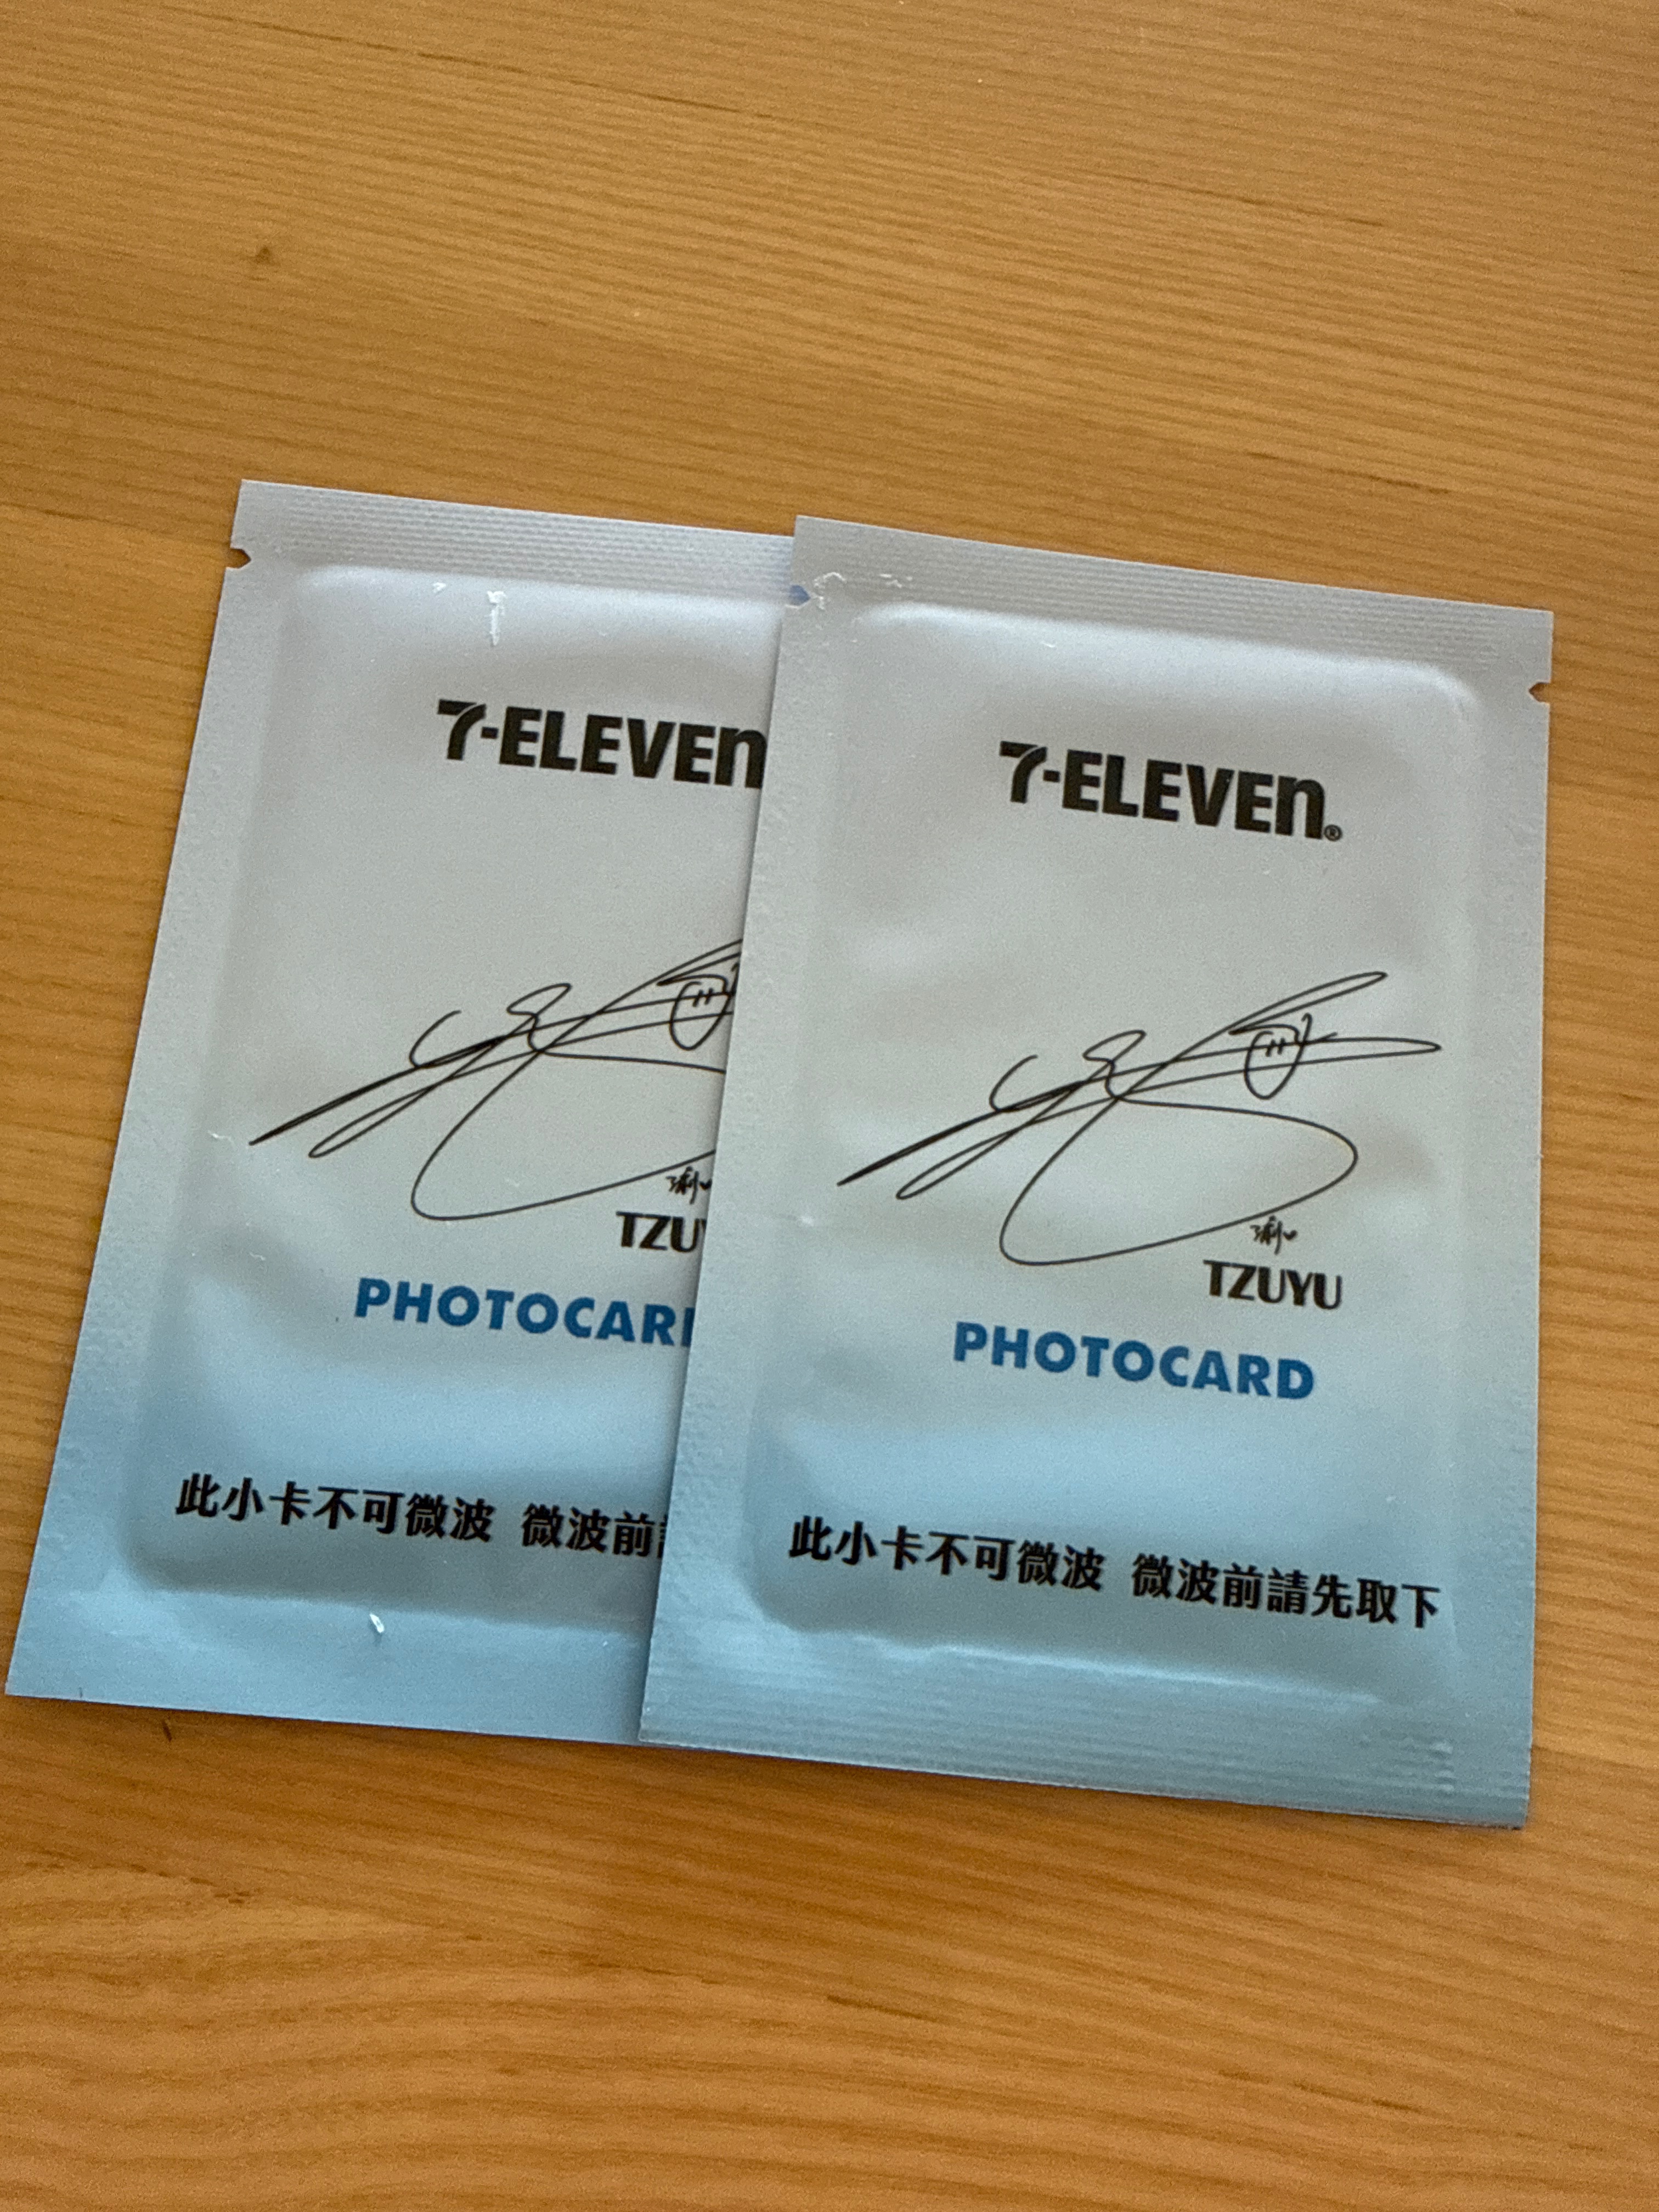 7-ELEVEn
TZUY
PHOTOCARD
此小卡不可微波 微波前
7-ELEVEn®
TZUYU
PHOTOCARD
此小卡不可微波 微波前請先取下